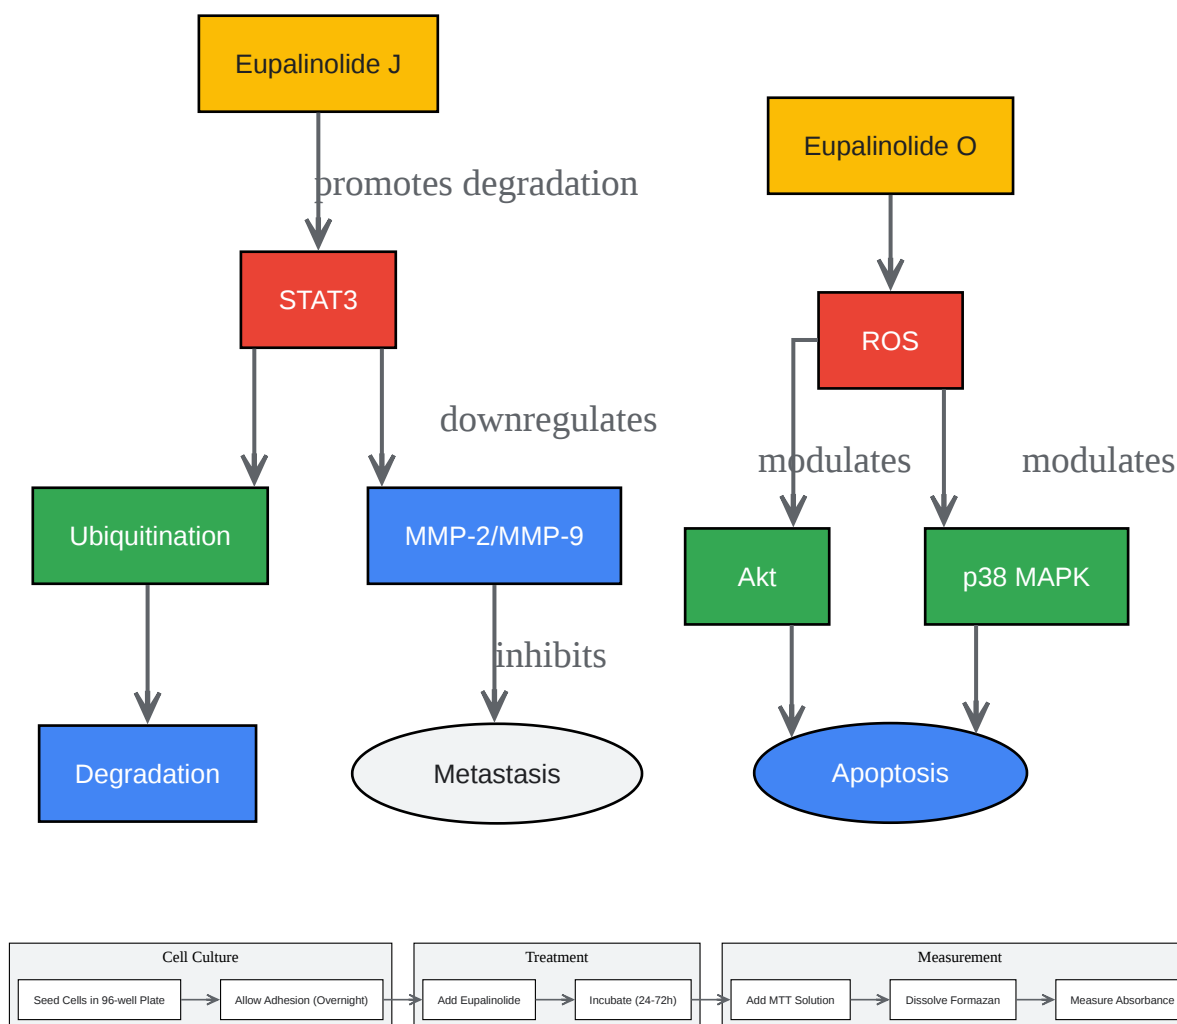 Eupalinolide J
Eupalinolide O
promotes degradation
STAT3
ROS
downregulates
modulates
modulates
Ubiquitination
MMP-2/MMP-9
Akt
p38 MAPK
inhibits
Degradation
Metastasis
Apoptosis
Cell Culture
Seed Cells in 96-well Plate
Allow Adhesion (Overnight)
Treatment
Add Eupalinolide
Incubate (24-72h)
Measurement
Add MTT Solution
Dissolve Formazan
Measure Absorbance